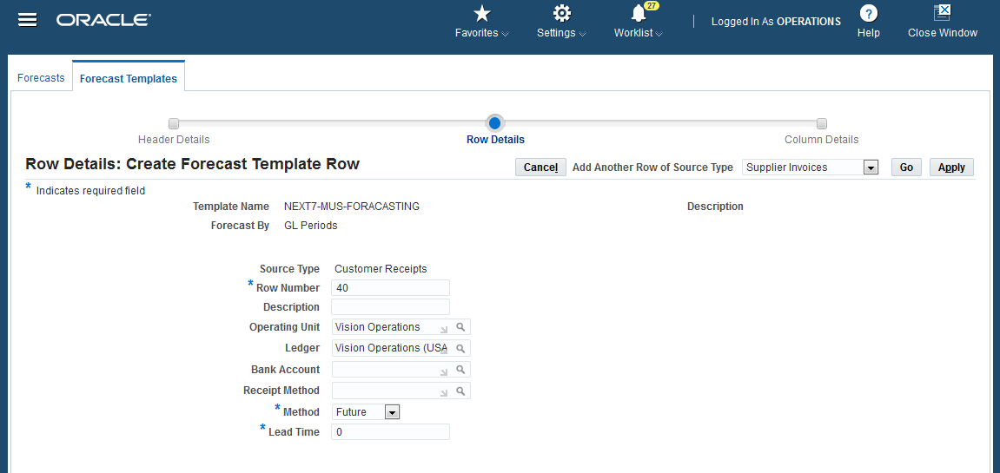 ORACLE®
Favorites
Settings
27
Worklist
Logged In As OPERATIONS
? Help
Close Window
Forecasts
Forecast Templates
Header Details
Row Details
Column Details
Row Details: Create Forecast Template Row
Cancel
Add Another Row of Source Type
Supplier Invoices
Go
Apply
* Indicates required field
Template Name NEXT7-MUS-FORACASTING
Description
Forecast By GL Periods
Source Type Customer Receipts
* Row Number 40
Description
Operating Unit Vision Operations
Ledger Vision Operations (USA
Bank Account
Receipt Method
* Method Future
* Lead Time 0